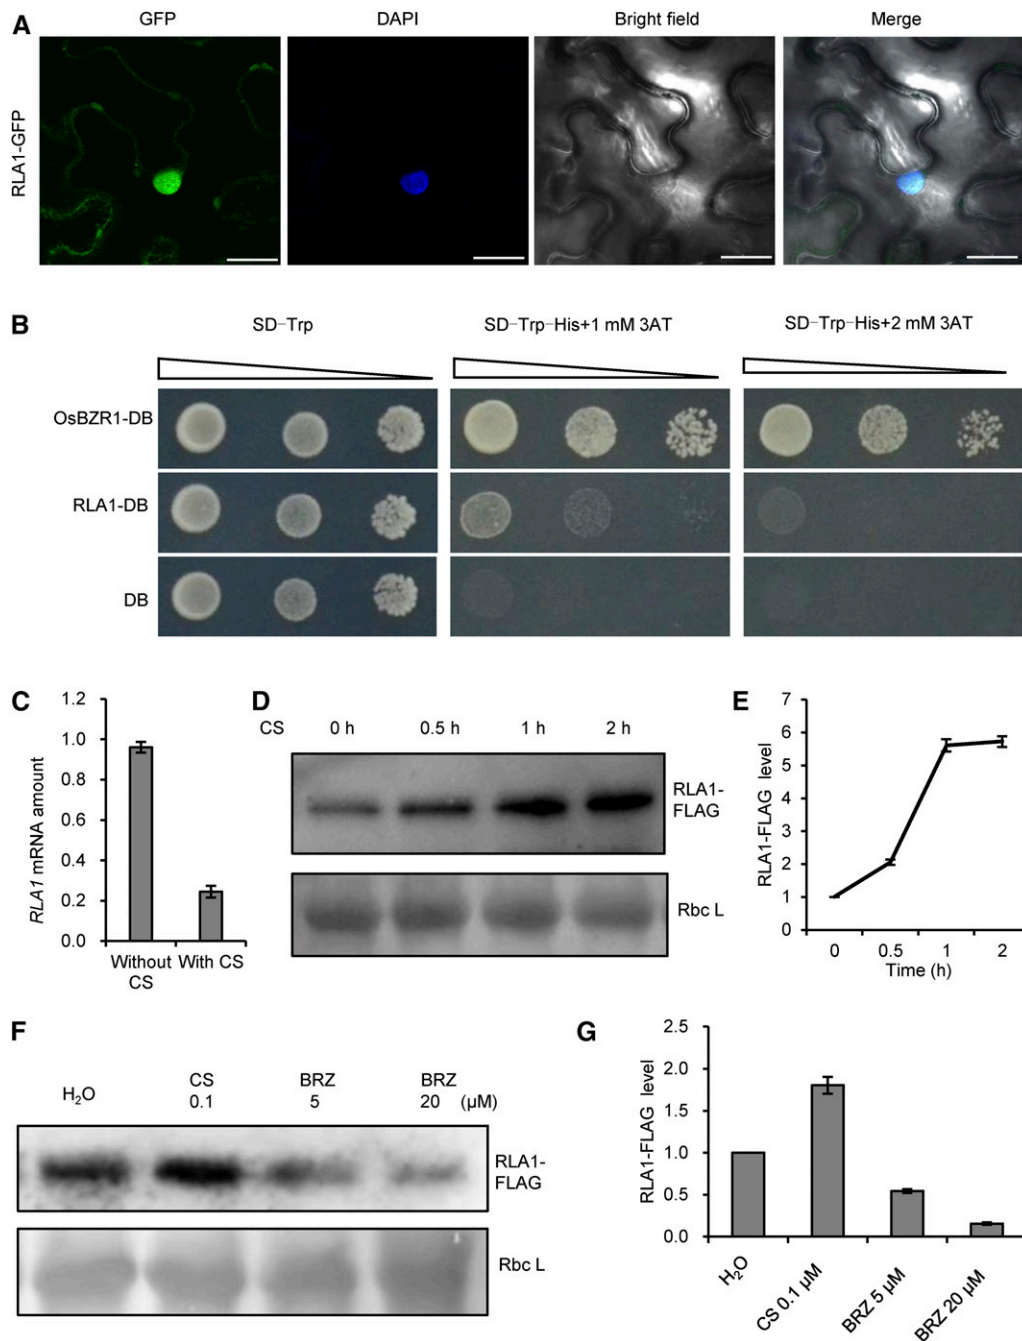 A
GFP DAPI Bright field Merge
RLA1-GFP
B
SD−Trp SD−Trp−His+1 mM 3AT SD−Trp−His+2 mM 3AT
OsBZR1-DB
RLA1-DB
DB
C
RLA1 mRNA amount
1.2
1.0
0.8
0.6
0.4
0.2
0.0
Without CS
With CS
D
CS 0 h 0.5 h 1 h 2 h
RLA1-
FLAG
Rbc L
E
RLA1-FLAG level
7
6
5
4
3
2
1
0
0 0.5 1 2
Time (h)
F
H₂O CS 0.1 BRZ 5 BRZ 20 (µM)
RLA1-
FLAG
Rbc L
G
RLA1-FLAG level
2.5
2.0
1.5
1.0
0.5
0.0
H₂O
CS 0.1 µM
BRZ 5 µM
BRZ 20 µM